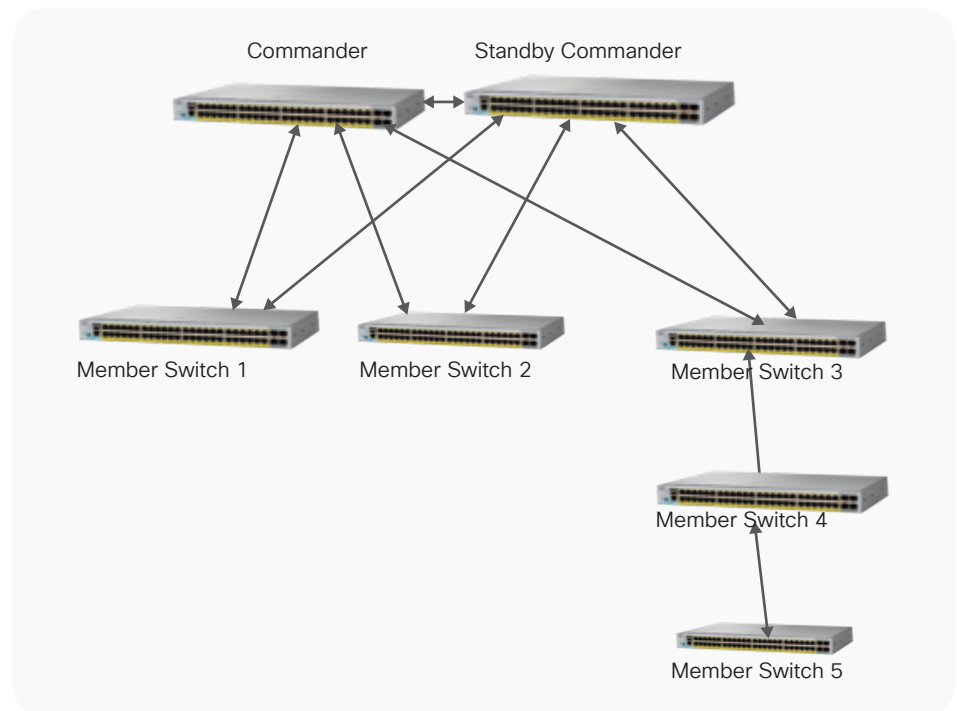 Commander
Standby Commander
Member Switch 1
Member Switch 2
Member Switch 3
Member Switch 4
Member Switch 5